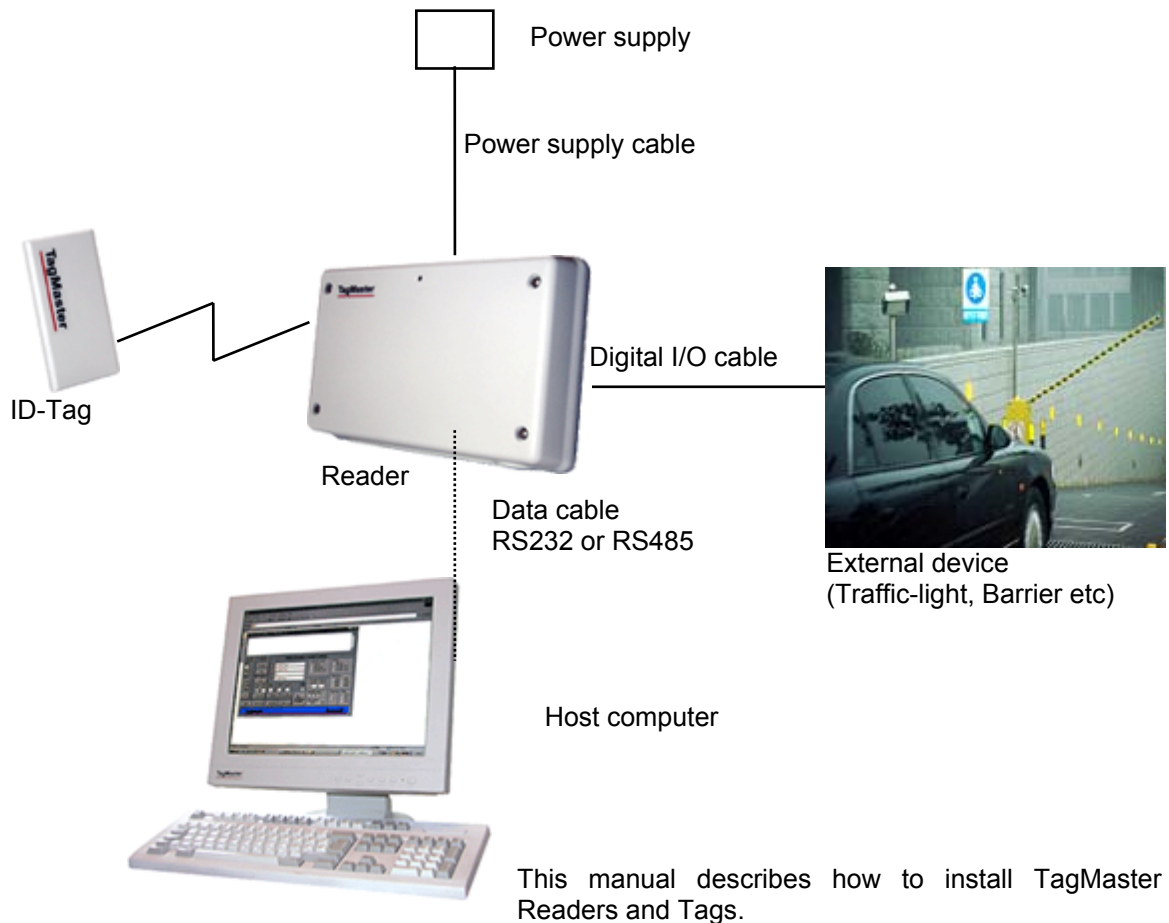 Power supply
Power supply cable
TagMaster
TagMaster
Digital I/O cable
ID-Tag
Reader
Data cable
RS232 or RS485
External device
(Traffic-light, Barrier etc)
Host computer
TagMaster
This manual describes how to install TagMaster
Readers and Tags.